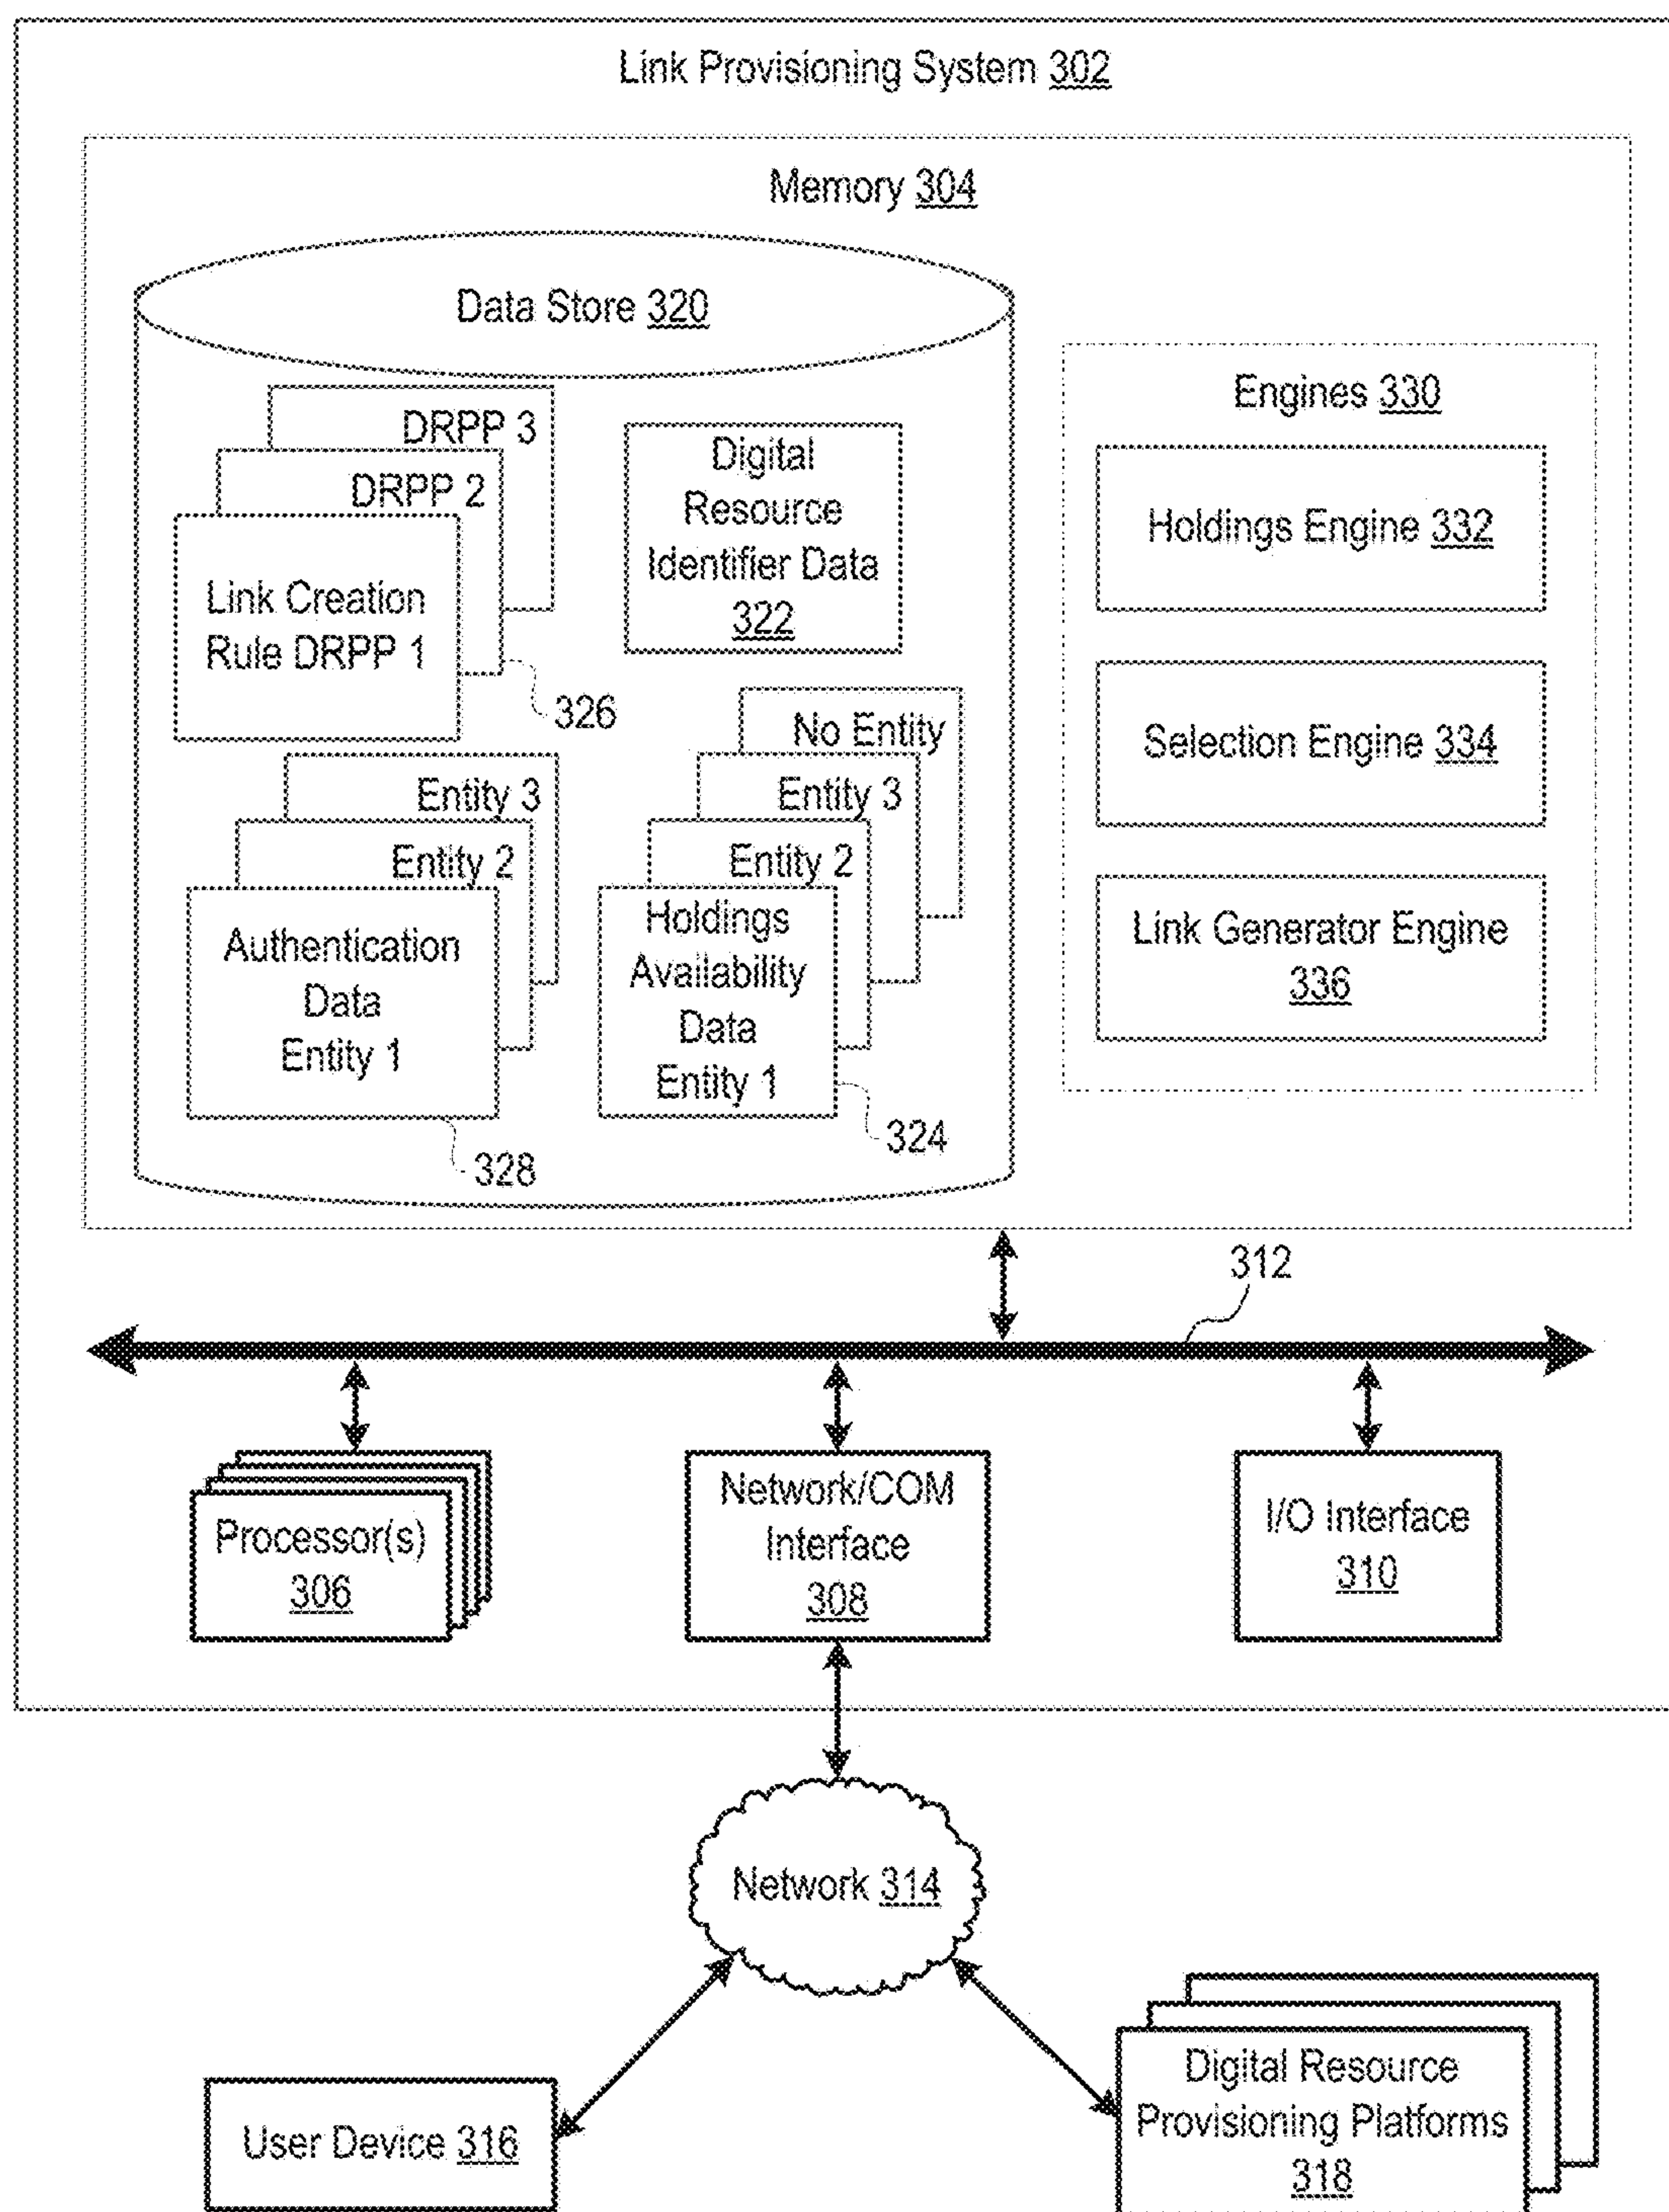 Link Provisioning System 302
Memory 304
Data Store 320
DRPP 3
DRPP 2
Link Creation
Rule DRPP 1
326
Digital
Resource
Identifier Data
322
Entity 3
Entity 2
Authentication
Data
Entity 1
328
No Entity
Entity 3
Entity 2
Holdings
Availability
Data
Entity 1
324
Engines 330
Holdings Engine 332
Selection Engine 334
Link Generator Engine
336
312
Processor(s)
306
Network/COM
Interface
308
I/O Interface
310
Network 314
User Device 316
Digital Resource
Provisioning Platforms
318